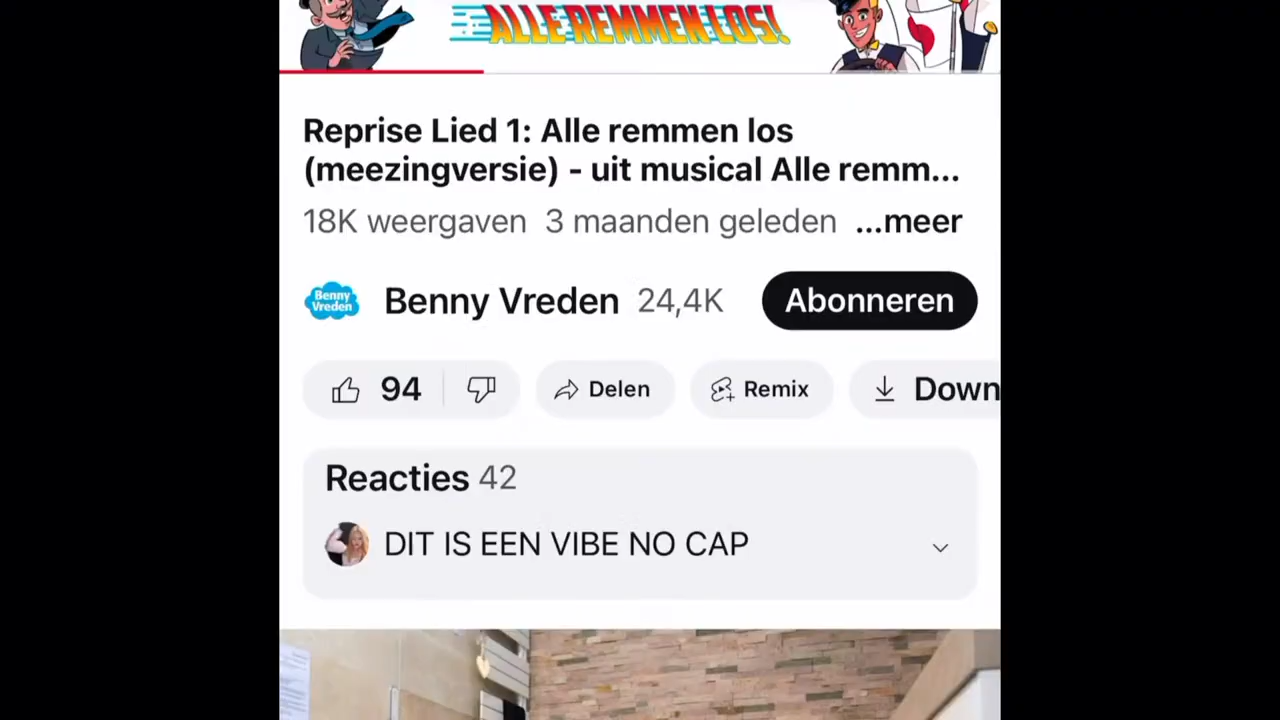 ALLE REMMEN LOS!
Reprise Lied 1: Alle remmen los
(meezingversie) - uit musical Alle remm...
18K weergaven 3 maanden geleden ...meer
Benny
Vreden
Benny Vreden 24,4K Abonneren
94 Delen Remix Down
Reacties 42
DIT IS EEN VIBE NO CAP